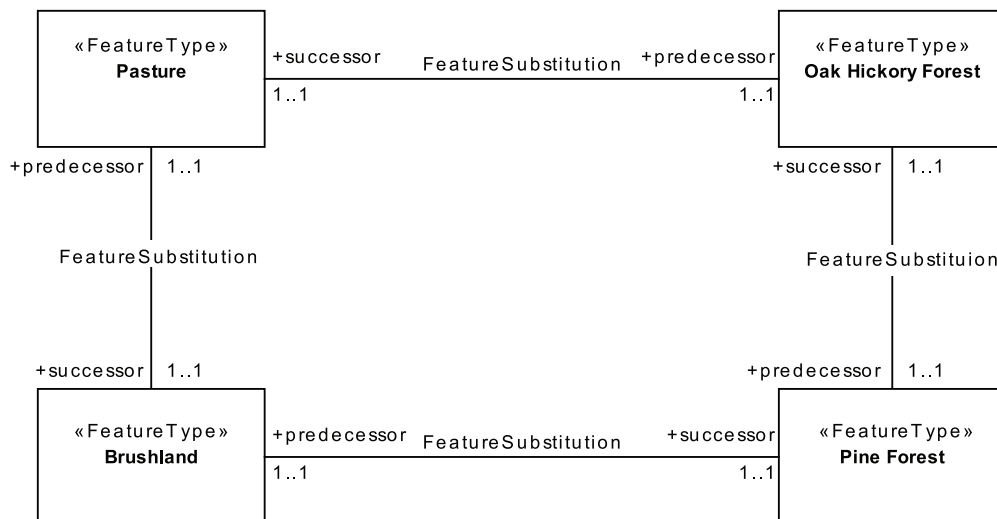 «FeatureType»
Pasture
+successor
FeatureSubstitution
+predecessor
1..1
1..1
«FeatureType»
Oak Hickory Forest
+predecessor
1..1
+successor
1..1
FeatureSubstitution
FeatureSubstituion
+successor
1..1
+predecessor
1..1
«FeatureType»
Brushland
+predecessor
FeatureSubstitution
+successor
1..1
1..1
«FeatureType»
Pine Forest